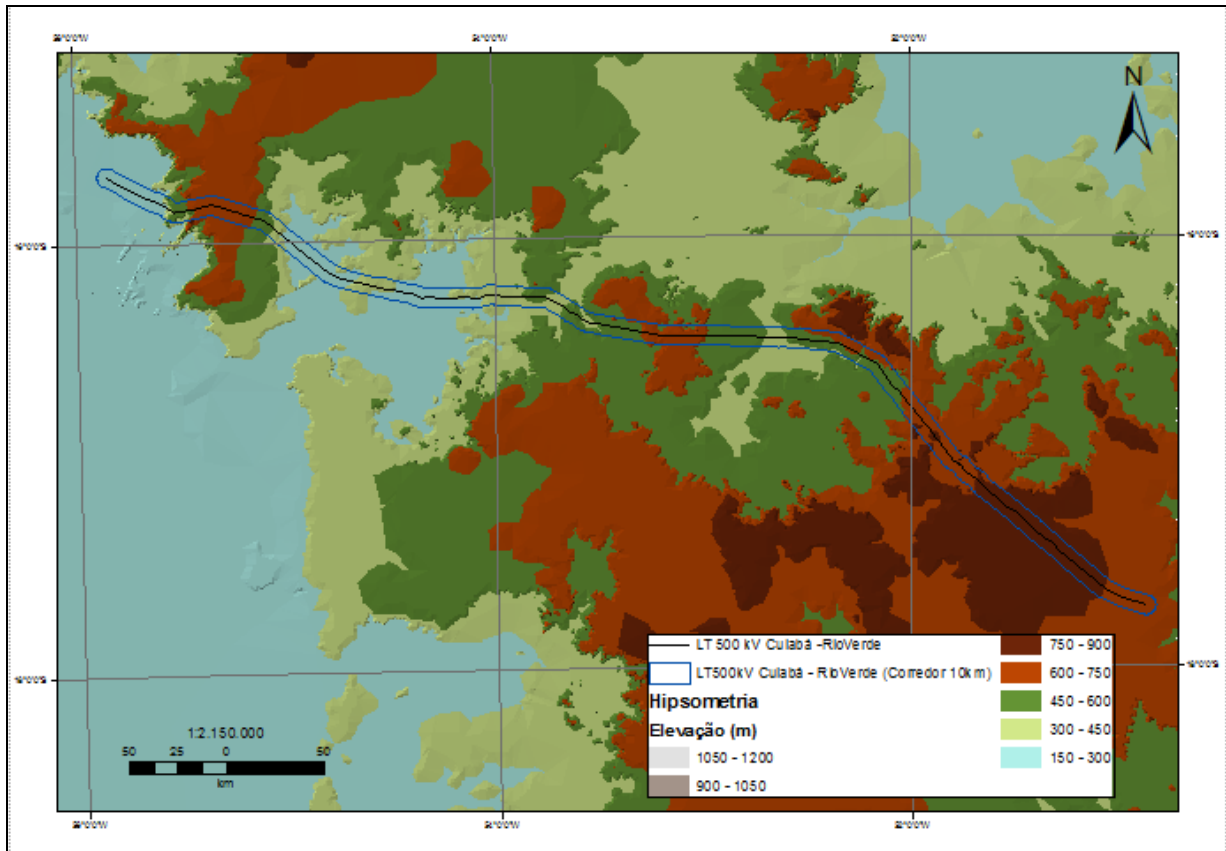 N
LT 500 kV Cuiabá -RioVerde
LT500kV Cuiabá - RioVerde (Corredor 10km)
Hipsometria
Elevação (m)
1050 - 1200
900 - 1050
750 - 900
600 - 750
450 - 600
300 - 450
150 - 300
1:2.150.000
50 25 0 50
km